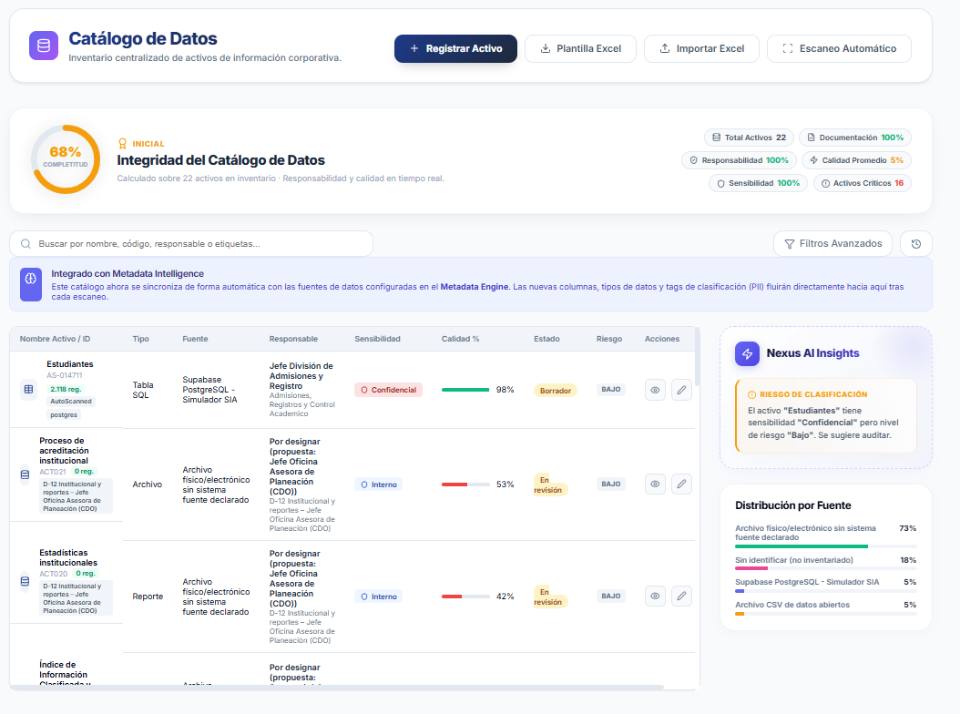 Catálogo de Datos
Inventario centralizado de activos de información corporativa.
Registrar Activo
Plantilla Excel
Importar Excel
Escaneo Automático
68%
COMPLETITUD
INICIAL
Integridad del Catálogo de Datos
Calculado sobre 22 activos en inventario · Responsabilidad y calidad en tiempo real.
Total Activos 22
Documentación 100%
Responsabilidad 100%
Calidad Promedio 5%
Sensibilidad 100%
Activos Críticos 16
Buscar por nombre, código, responsable o etiquetas...
Filtros Avanzados
Integrado con Metadata Intelligence
Este catálogo ahora se sincroniza de forma automática con las fuentes de datos configuradas en el Metadata Engine. Las nuevas columnas, tipos de datos y tags de clasificación (PII) fluirán directamente hacia aquí tras
cada escaneo.
Nombre Activo / ID
Tipo
Fuente
Responsable
Sensibilidad
Calidad %
Estado
Riesgo
Acciones
Estudiantes
AS-014711
2.118 reg.
AutoScanned
postgres
Tabla
SQL
Supabase
PostgreSQL -
Simulador SIA
Jefe División de
Admisiones y
Registro
Admisiones,
Registros y Control
Academico
Confidencial
98%
Borrador
BAJO
Proceso de
acreditación
institucional
ACT021 0 reg.
D-12 Institucional y
reportes – Jefe
Oficina Asesora de
Planeación (CDO)
Archivo
Archivo
físico/electrónico
sin sistema
fuente declarado
Por designar
(propuesta:
Jefe Oficina
Asesora de
Planeación
(CDO))
D-12 Institucional y
reportes – Jefe
Oficina Asesora de
Planeación (CDO)
Interno
53%
En
revisión
BAJO
Estadísticas
institucionales
ACT020 0 reg.
D-12 Institucional y
reportes – Jefe
Oficina Asesora de
Planeación (CDO)
Reporte
Archivo
físico/electrónico
sin sistema
fuente declarado
Por designar
(propuesta:
Jefe Oficina
Asesora de
Planeación
(CDO))
D-12 Institucional y
reportes – Jefe
Oficina Asesora de
Planeación (CDO)
Interno
42%
En
revisión
BAJO
Índice de
Información
Clasificada y
Archivo
Por designar
(propuesta:
Nexus AI Insights
RIESGO DE CLASIFICACIÓN
El activo "Estudiantes" tiene
sensibilidad "Confidencial" pero nivel
de riesgo "Bajo". Se sugiere auditar.
Distribución por Fuente
Archivo físico/electrónico sin sistema
fuente declarado
73%
Sin identificar (no inventariado) 18%
Supabase PostgreSQL - Simulador SIA 5%
Archivo CSV de datos abiertos 5%